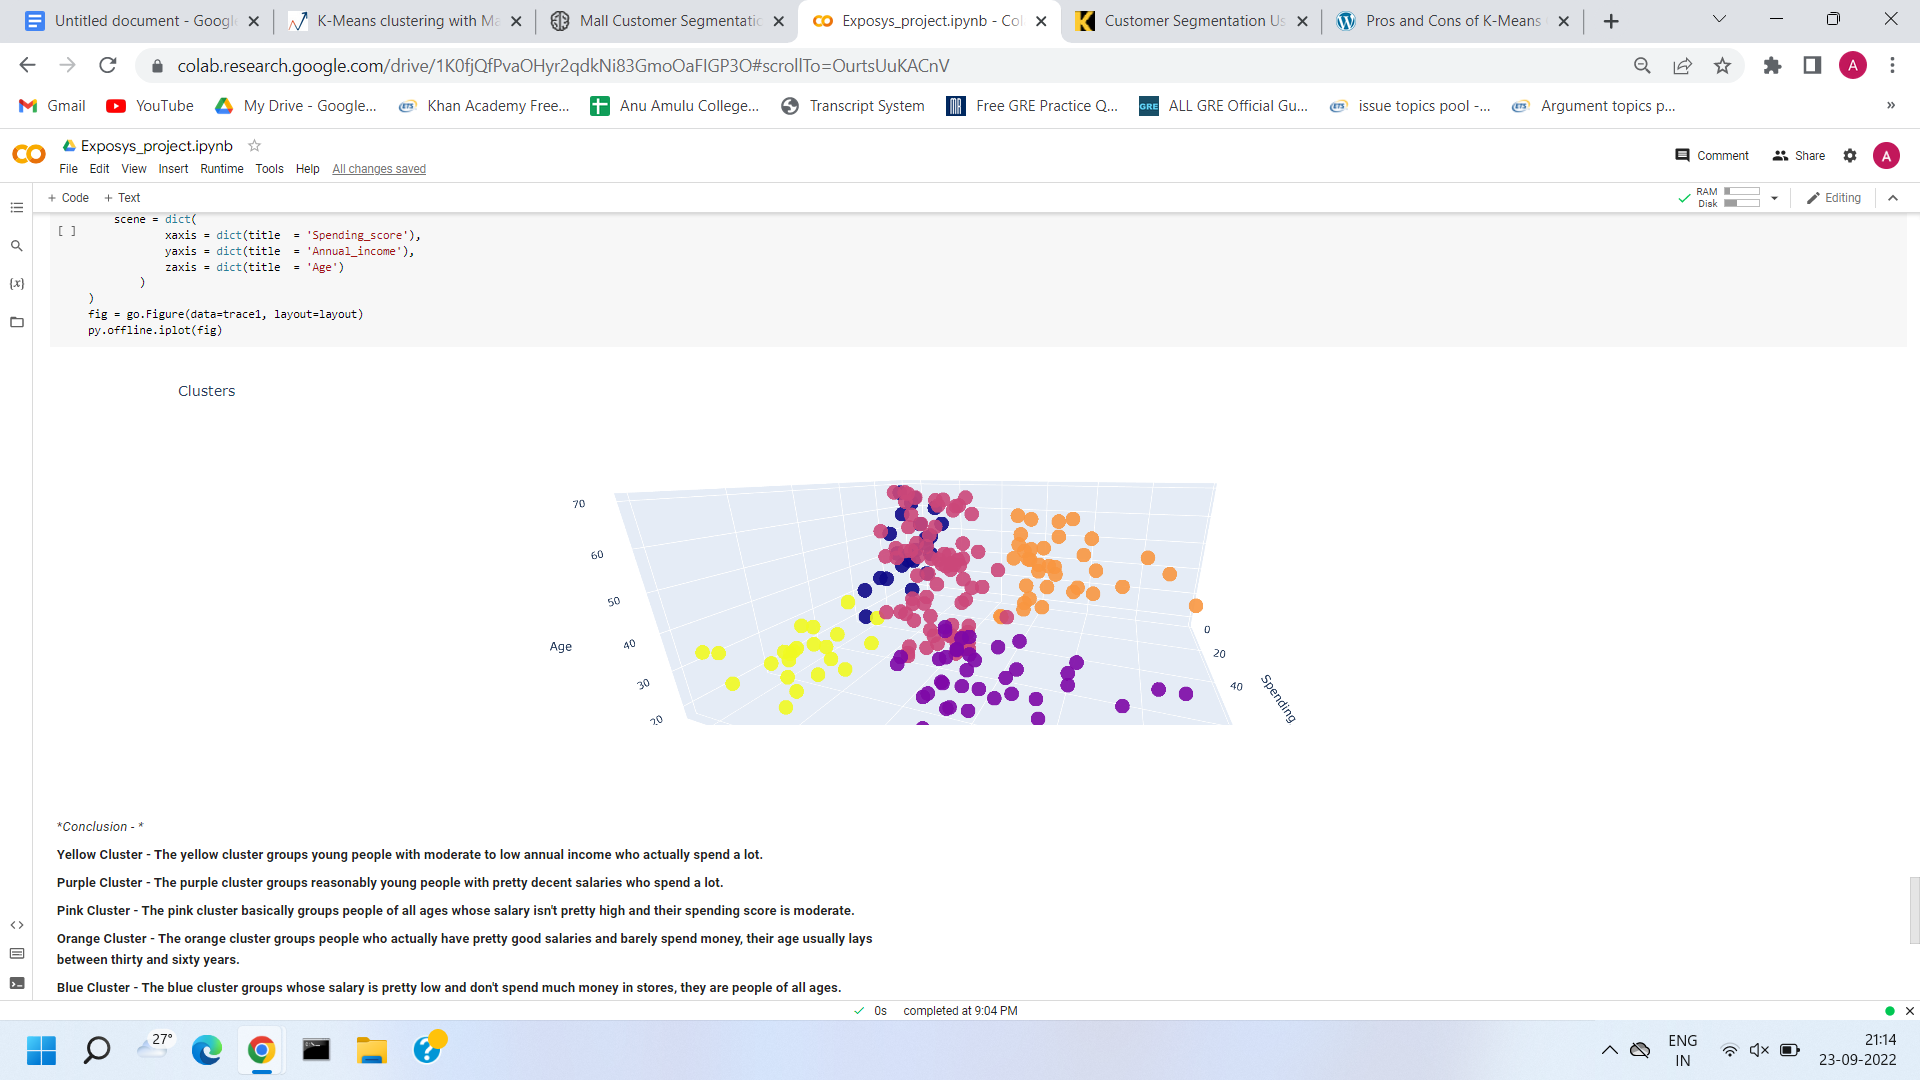 Untitled document - Googl
K-Means clustering with Ma
Mall Customer Segmentatic
Exposys_project.ipynb - Col
Customer Segmentation Us
Pros and Cons of K-Means
colab.research.google.com/drive/1K0fjQfPvaOHyr2qdkNi83GmoOaFIGP3O#scrollTo=OurtsUuKACnV
A
Gmail
YouTube
My Drive - Google...
Khan Academy Free...
Anu Amulu College...
Transcript System
Free GRE Practice Q...
ALL GRE Official Gu...
issue topics pool -...
Argument topics p...
Exposys_project.ipynb
File Edit View Insert Runtime Tools Help All changes saved
Comment
Share
A
+ Code + Text
RAM
Disk
Editing
[ ]
scene = dict(
xaxis = dict(title = 'Spending_score'),
yaxis = dict(title = 'Annual_income'),
zaxis = dict(title = 'Age')
)
)
fig = go.Figure(data=trace1, layout=layout)
py.offline.iplot(fig)
{x}
Clusters
70
60
50
40
30
20
Age
0
20
40
Spending
*Conclusion - *
Yellow Cluster - The yellow cluster groups young people with moderate to low annual income who actually spend a lot.
Purple Cluster - The purple cluster groups reasonably young people with pretty decent salaries who spend a lot.
Pink Cluster - The pink cluster basically groups people of all ages whose salary isn't pretty high and their spending score is moderate.
Orange Cluster - The orange cluster groups people who actually have pretty good salaries and barely spend money, their age usually lays
between thirty and sixty years.
Blue Cluster - The blue cluster groups whose salary is pretty low and don't spend much money in stores, they are people of all ages.
0s completed at 9:04 PM
27°
ENG
IN
21:14
23-09-2022